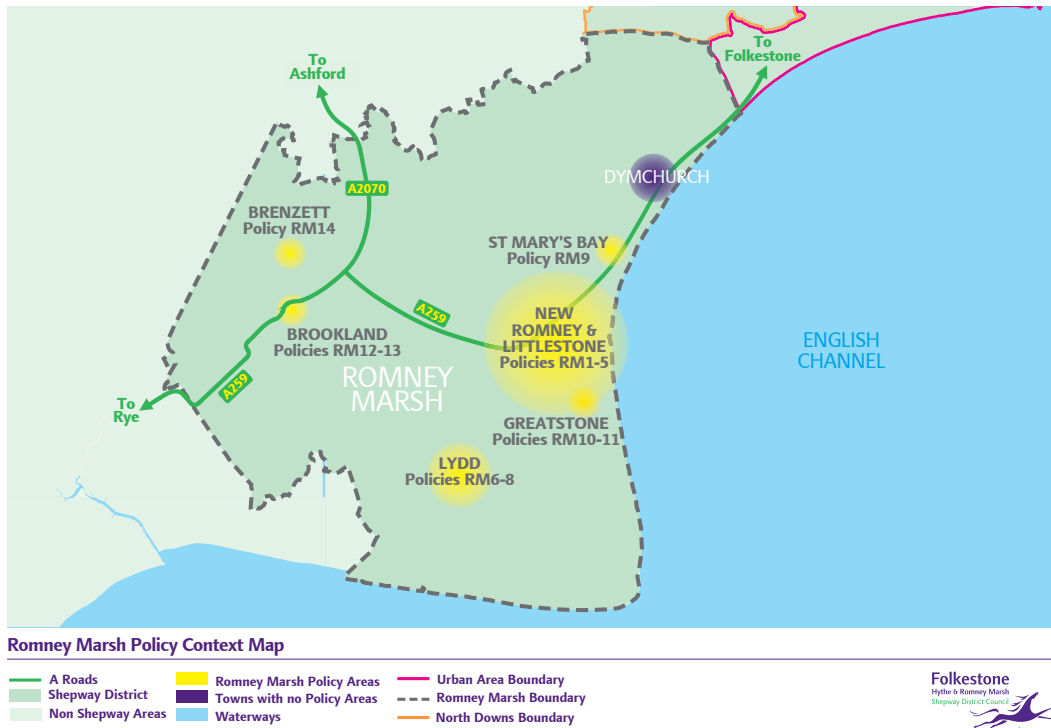 To
Ashford
To
Folkestone
A2070
DYMCHURCH
BRENZETT
Policy RM14
ST MARY'S BAY
Policy RM9
A259
NEW
ROMNEY &
LITTLESTONE
Policies RM1-5
BROOKLAND
Policies RM12-13
ENGLISH
CHANNEL
A259
ROMNEY
MARSH
To
Rye
GREATSTONE
Policies RM10-11
LYDD
Policies RM6-8
Romney Marsh Policy Context Map
A Roads
Shepway District
Non Shepway Areas
Romney Marsh Policy Areas
Towns with no Policy Areas
Waterways
Urban Area Boundary
Romney Marsh Boundary
North Downs Boundary
Folkestone
Hythe & Romney Marsh
Shepway District Council